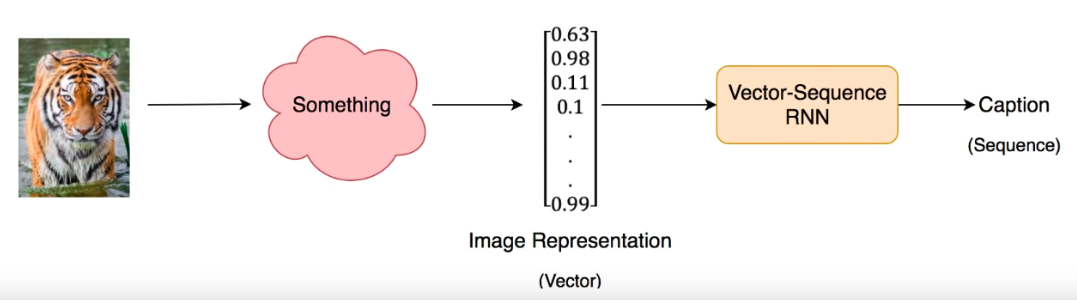 Something
0.63
0.98
0.11
0.1
.
.
.
0.99
Image Representation
(Vector)
Vector-Sequence
RNN
Caption
(Sequence)